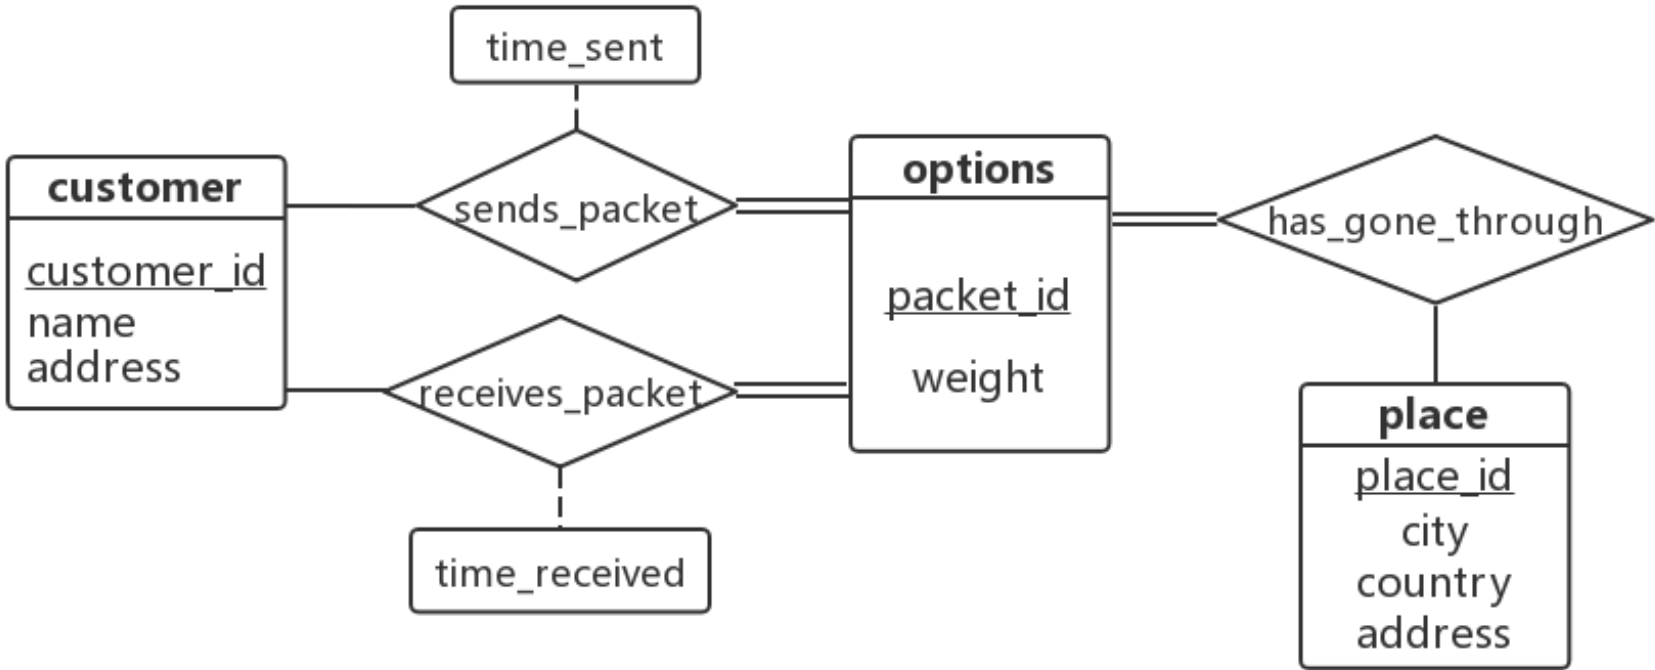 time_sent
customer
customer_id
name
address
sends_packet
receives_packet
time_received
options
packet_id
weight
has_gone_through
place
place_id
city
country
address